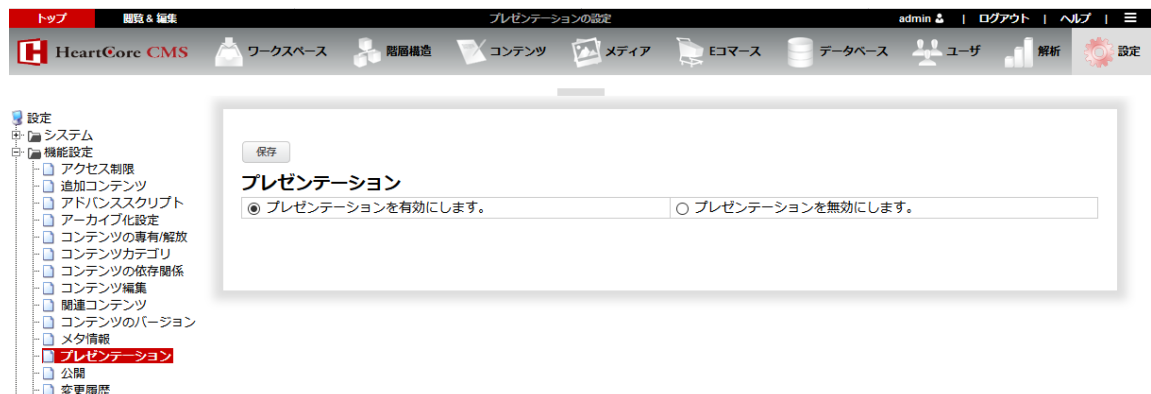 トップ 閲覧 & 編集 プレゼンテーションの設定 admin | ログアウト | ヘルプ |
HeartCore CMS ワークスペース 階層構造 コンテンツ メディア Eコマース データベース ユーザ 解析 設定
設定
システム
機能設定
アクセス制限
追加コンテンツ
アドバンススクリプト
アーカイブ化設定
コンテンツの専有/解放
コンテンツカテゴリ
コンテンツの依存関係
コンテンツ編集
関連コンテンツ
コンテンツのバージョン
メタ情報
プレゼンテーション
公開
変更履歴
保存
プレゼンテーション
プレゼンテーションを有効にします。 プレゼンテーションを無効にします。